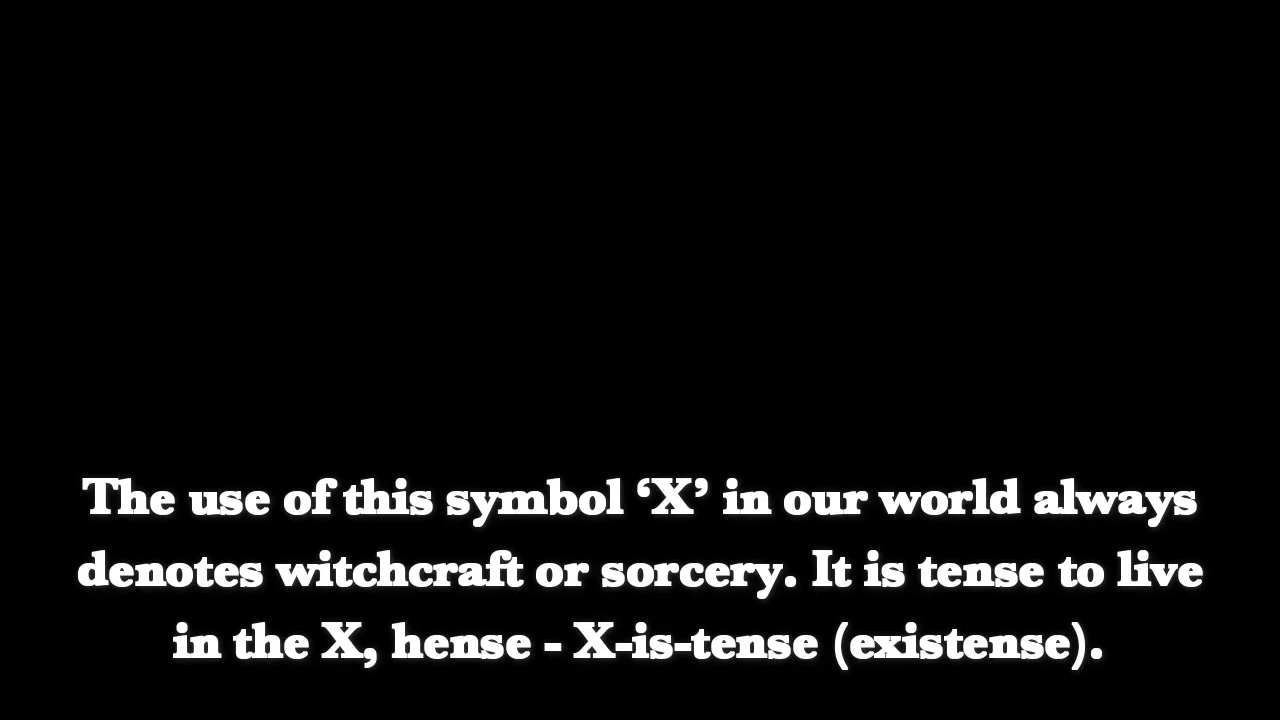 The use of this symbol ‘X’ in our world always
denotes witchcraft or sorcery. It is tense to live
in the X, hense - X-is-tense (existense).